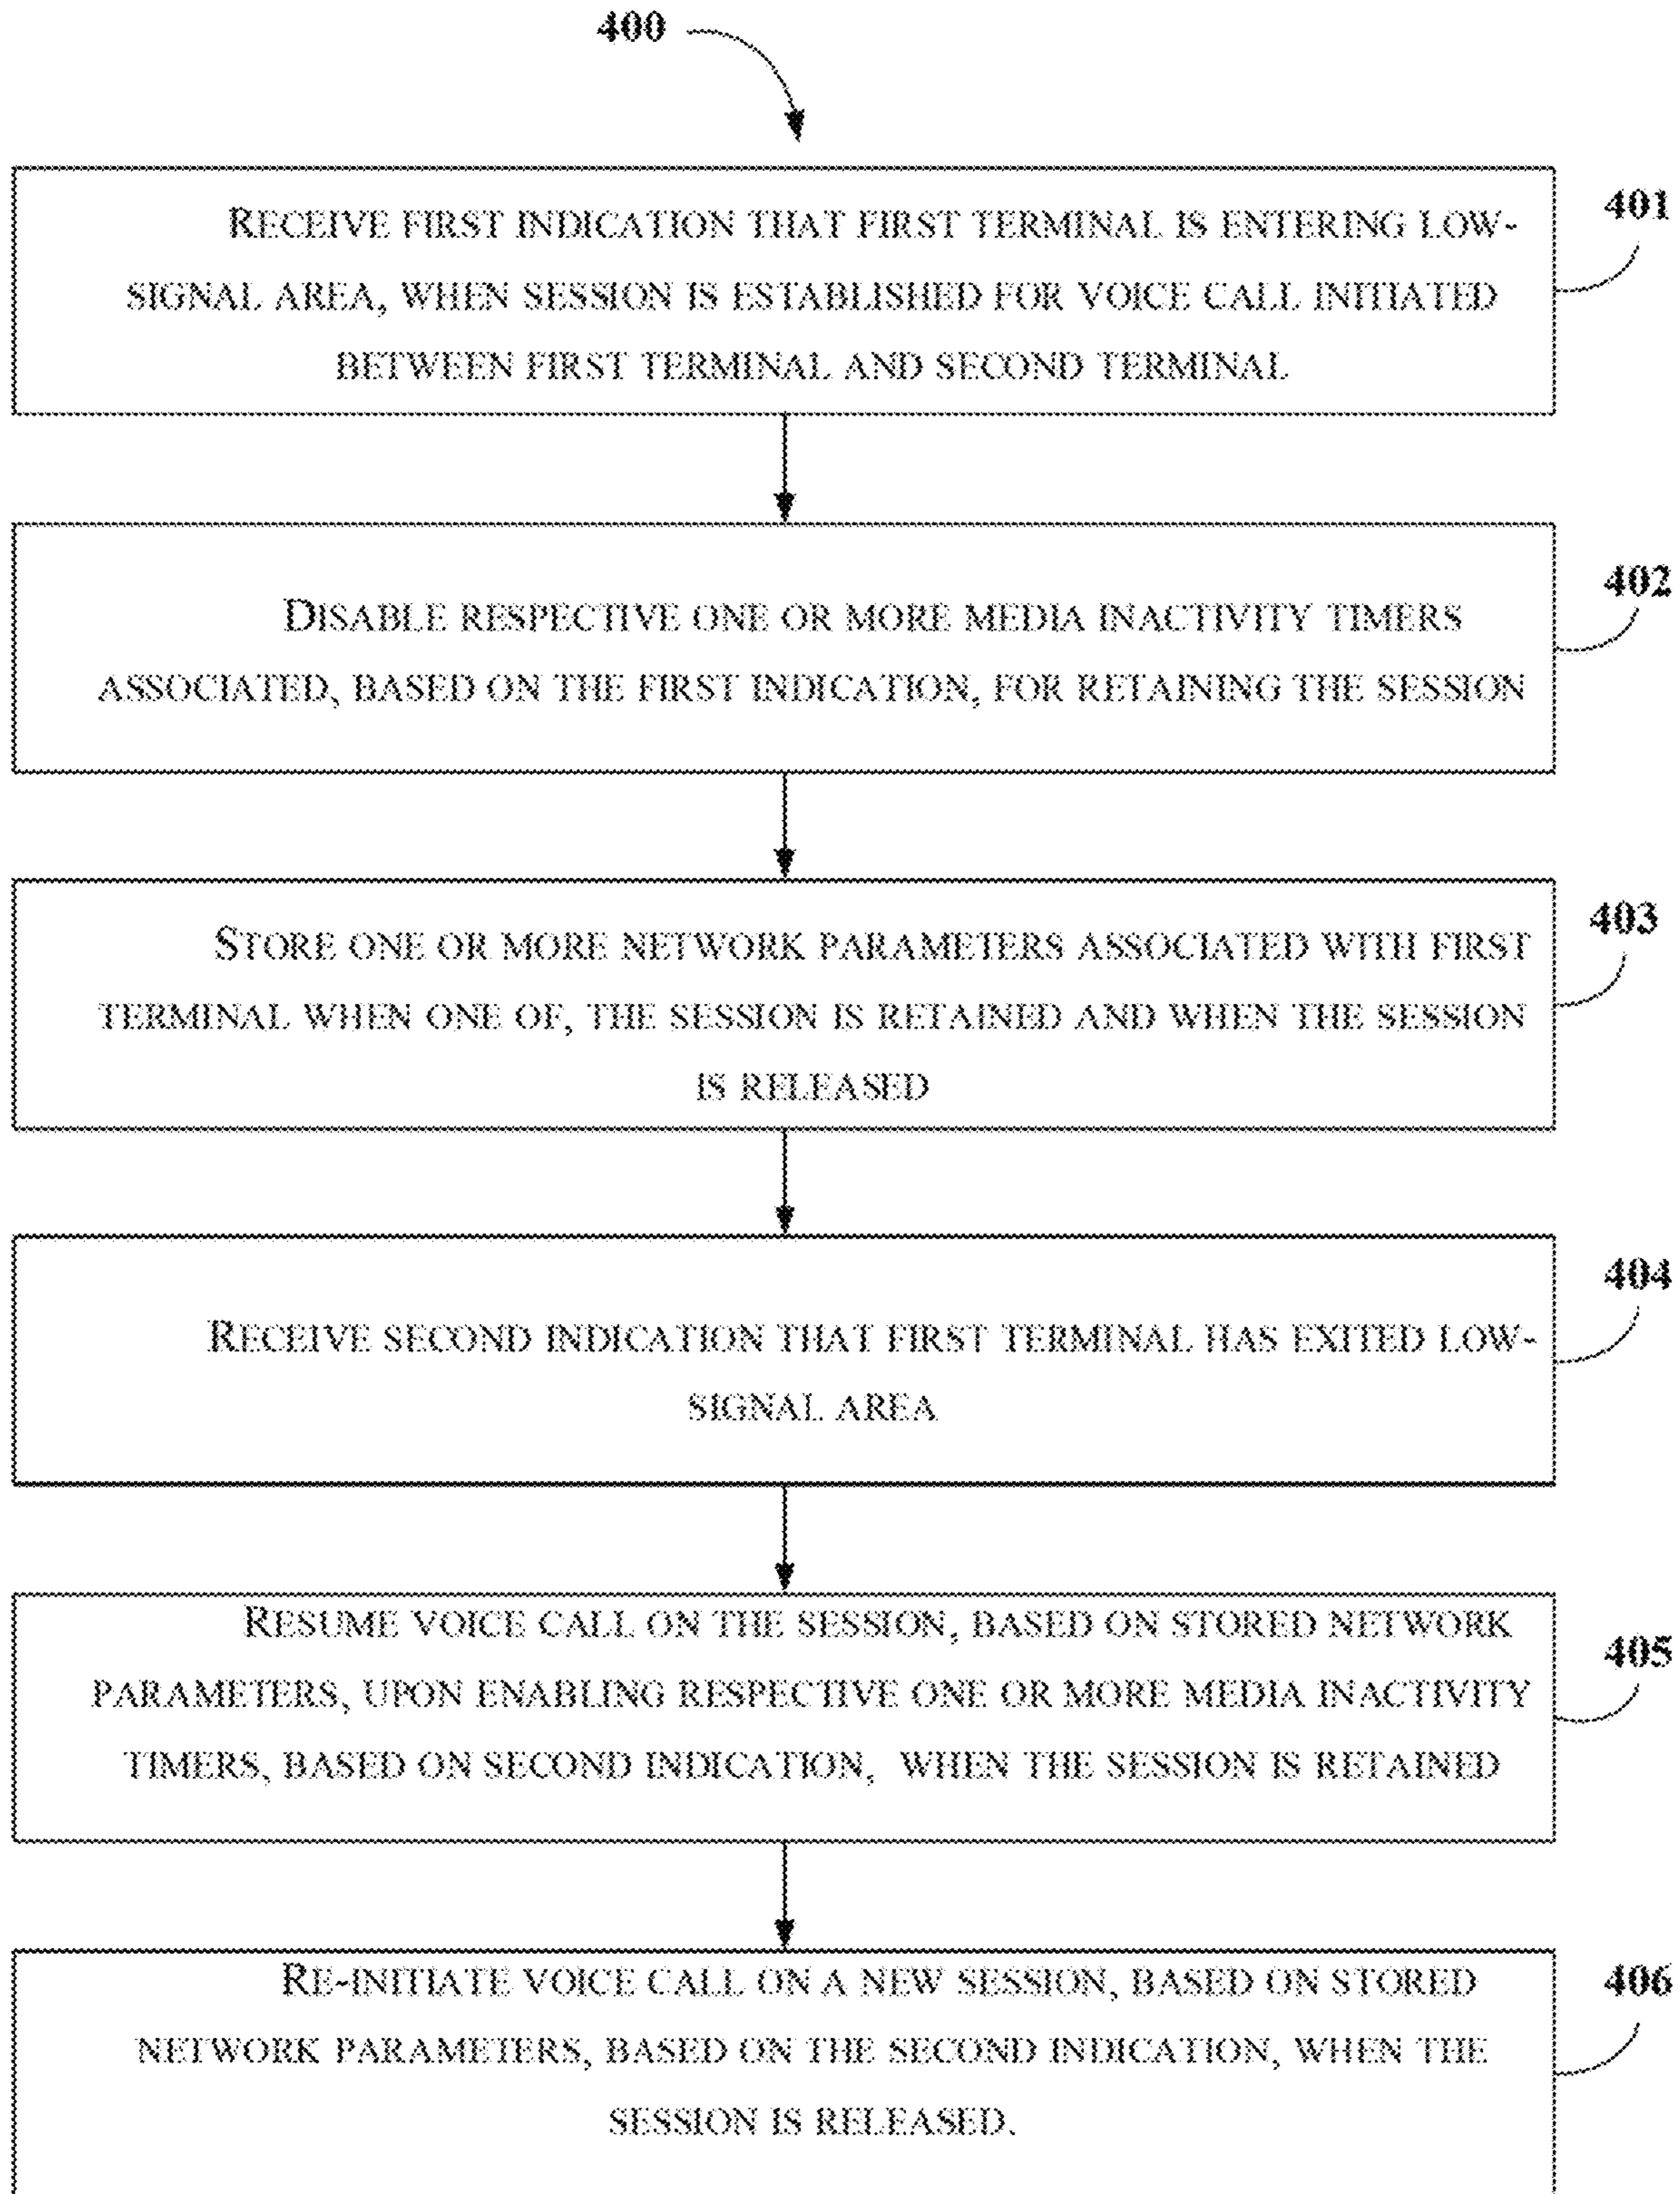 400
RECEIVE FIRST INDICATION THAT FIRST TERMINAL IS ENTERING LOW-
SIGNAL AREA, WHEN SESSION IS ESTABLISHED FOR VOICE CALL INITIATED
BETWEEN FIRST TERMINAL AND SECOND TERMINAL
401
DISABLE RESPECTIVE ONE OR MORE MEDIA INACTIVITY TIMERS
ASSOCIATED, BASED ON THE FIRST INDICATION, FOR RETAINING THE SESSION
402
STORE ONE OR MORE NETWORK PARAMETERS ASSOCIATED WITH FIRST
TERMINAL WHEN ONE OF, THE SESSION IS RETAINED AND WHEN THE SESSION
IS RELEASED
403
RECEIVE SECOND INDICATION THAT FIRST TERMINAL HAS EXITED LOW-
SIGNAL AREA
404
RESUME VOICE CALL ON THE SESSION, BASED ON STORED NETWORK
PARAMETERS, UPON ENABLING RESPECTIVE ONE OR MORE MEDIA INACTIVITY
TIMERS, BASED ON SECOND INDICATION, WHEN THE SESSION IS RETAINED
405
RE-INITIATE VOICE CALL ON A NEW SESSION, BASED ON STORED
NETWORK PARAMETERS, BASED ON THE SECOND INDICATION, WHEN THE
SESSION IS RELEASED.
406